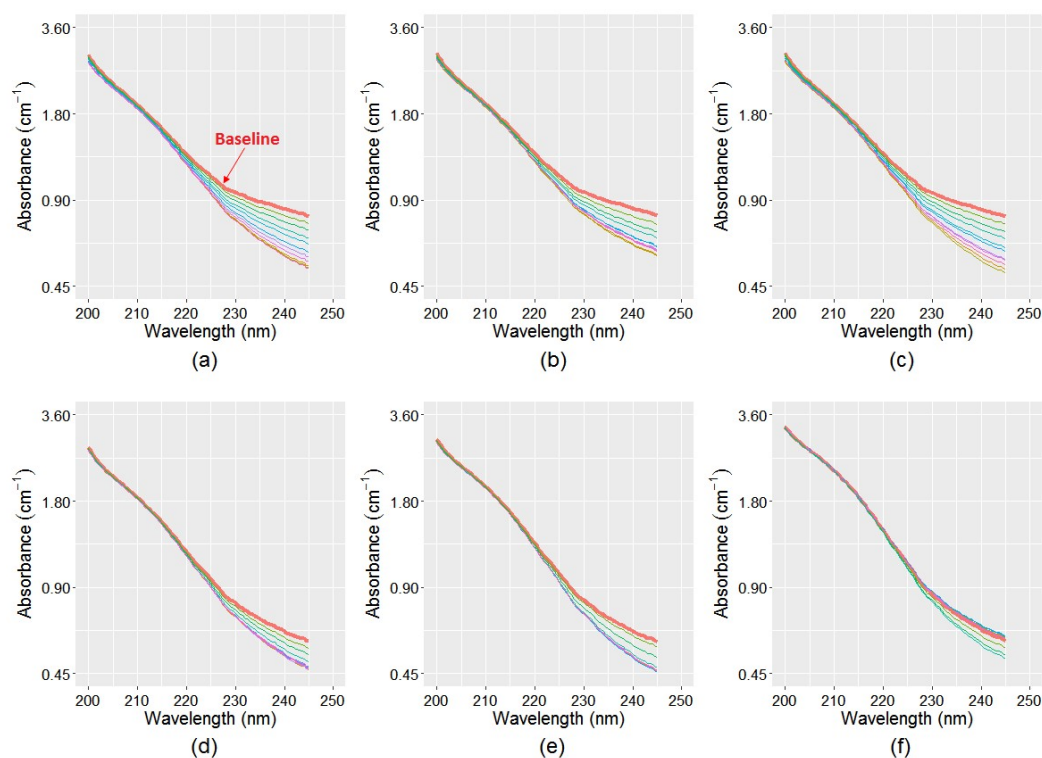 3.60
1.80
0.90
0.45
Absorbance (cm⁻¹)
Baseline
200 210 220 230 240 250
Wavelength (nm)
(a)
3.60
1.80
0.90
0.45
Absorbance (cm⁻¹)
200 210 220 230 240 250
Wavelength (nm)
(b)
3.60
1.80
0.90
0.45
Absorbance (cm⁻¹)
200 210 220 230 240 250
Wavelength (nm)
(c)
3.60
1.80
0.90
0.45
Absorbance (cm⁻¹)
200 210 220 230 240 250
Wavelength (nm)
(d)
3.60
1.80
0.90
0.45
Absorbance (cm⁻¹)
200 210 220 230 240 250
Wavelength (nm)
(e)
3.60
1.80
0.90
0.45
Absorbance (cm⁻¹)
200 210 220 230 240 250
Wavelength (nm)
(f)